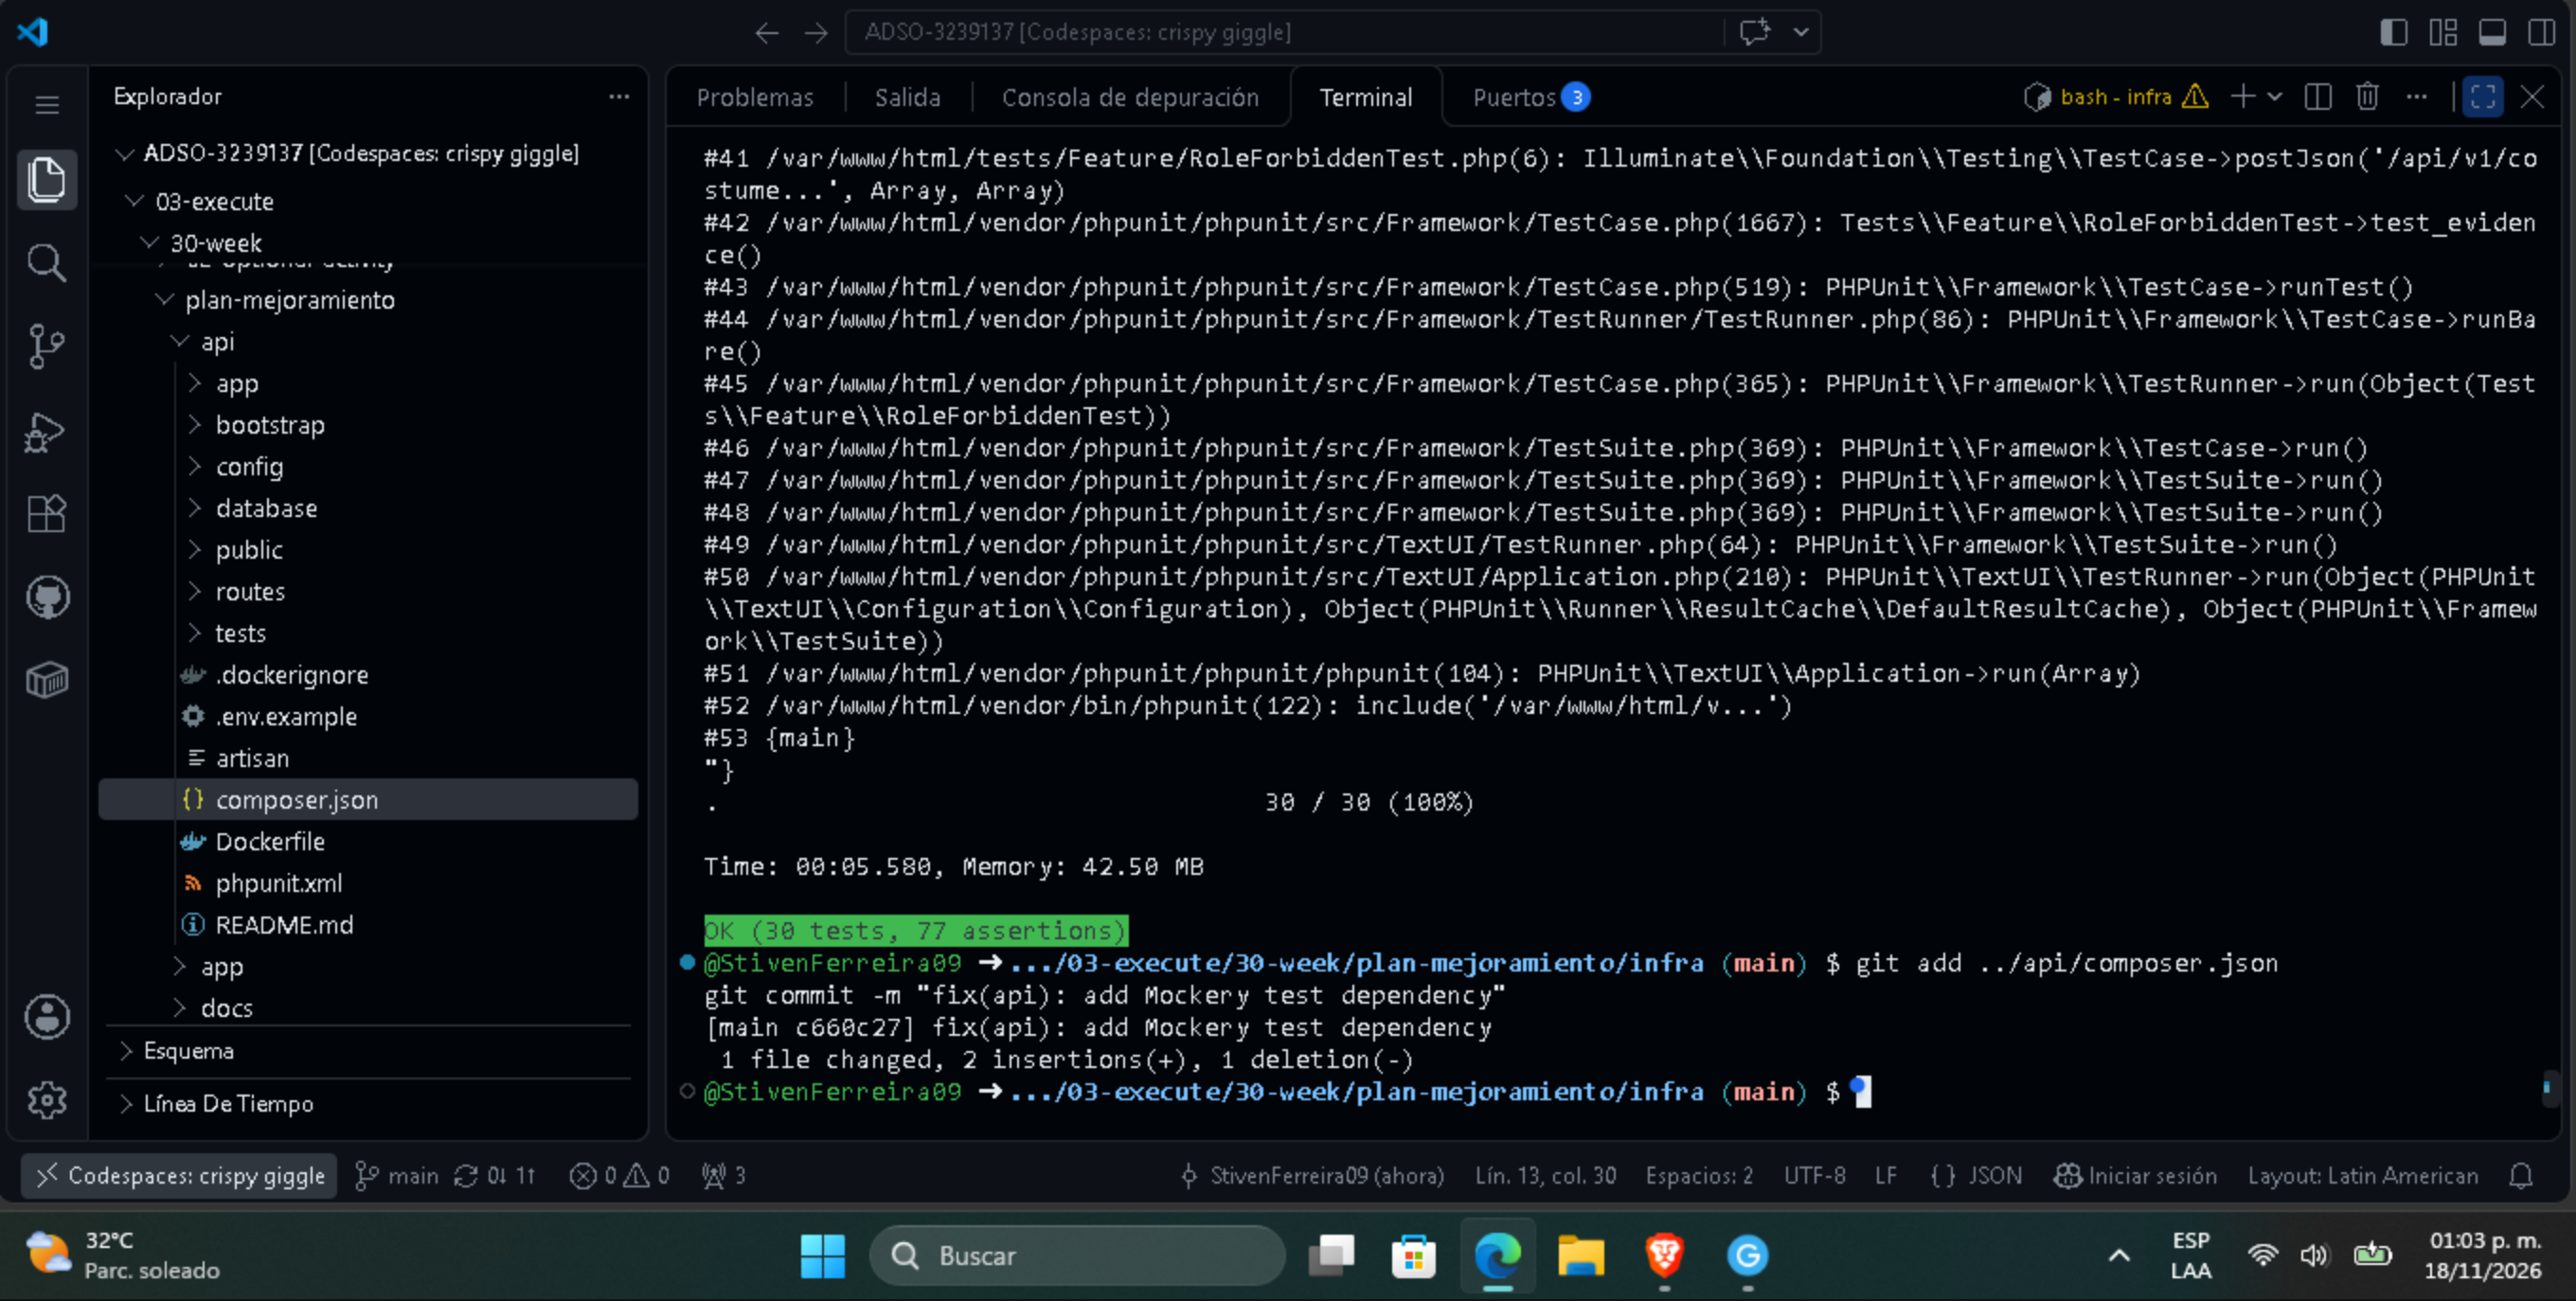 ADSO-3239137 [Codespaces: crispy giggle]
Explorador
ADSO-3239137 [Codespaces: crispy giggle]
03-execute
30-week
plan-mejoramiento
api
app
bootstrap
config
database
public
routes
tests
.dockerignore
.env.example
artisan
composer.json
Dockerfile
phpunit.xml
README.md
app
docs
Esquema
Línea De Tiempo
Problemas
Salida
Consola de depuración
Terminal
Puertos 3
bash - infra
#41 /var/www/html/tests/Feature/RoleForbiddenTest.php(6): Illuminate\\Foundation\\Testing\\TestCase->postJson('/api/v1/co
stume...', Array, Array)
#42 /var/www/html/vendor/phpunit/phpunit/src/Framework/TestCase.php(1667): Tests\\Feature\\RoleForbiddenTest->test_eviden
ce()
#43 /var/www/html/vendor/phpunit/phpunit/src/Framework/TestCase.php(519): PHPUnit\\Framework\\TestCase->runTest()
#44 /var/www/html/vendor/phpunit/phpunit/src/Framework/TestRunner/TestRunner.php(86): PHPUnit\\Framework\\TestCase->runBa
re()
#45 /var/www/html/vendor/phpunit/phpunit/src/Framework/TestCase.php(365): PHPUnit\\Framework\\TestRunner->run(Object(Test
s\\Feature\\RoleForbiddenTest))
#46 /var/www/html/vendor/phpunit/phpunit/src/Framework/TestSuite.php(369): PHPUnit\\Framework\\TestCase->run()
#47 /var/www/html/vendor/phpunit/phpunit/src/Framework/TestSuite.php(369): PHPUnit\\Framework\\TestSuite->run()
#48 /var/www/html/vendor/phpunit/phpunit/src/Framework/TestSuite.php(369): PHPUnit\\Framework\\TestSuite->run()
#49 /var/www/html/vendor/phpunit/phpunit/src/TextUI/TestRunner.php(64): PHPUnit\\Framework\\TestSuite->run()
#50 /var/www/html/vendor/phpunit/phpunit/src/TextUI/Application.php(210): PHPUnit\\TextUI\\TestRunner->run(Object(PHPUnit
\\TextUI\\Configuration\\Configuration), Object(PHPUnit\\Runner\\ResultCache\\DefaultResultCache), Object(PHPUnit\\Framew
ork\\TestSuite))
#51 /var/www/html/vendor/phpunit/phpunit/phpunit(104): PHPUnit\\TextUI\\Application->run(Array)
#52 /var/www/html/vendor/bin/phpunit(122): include('/var/www/html/v...')
#53 {main}
"}
. 30 / 30 (100%)
Time: 00:05.580, Memory: 42.50 MB
OK (30 tests, 77 assertions)
@StivenFerreira09 ➜ .../03-execute/30-week/plan-mejoramiento/infra (main) $ git add ../api/composer.json
git commit -m "fix(api): add Mockery test dependency"
[main c660c27] fix(api): add Mockery test dependency
1 file changed, 2 insertions(+), 1 deletion(-)
@StivenFerreira09 ➜ .../03-execute/30-week/plan-mejoramiento/infra (main) $
Codespaces: crispy giggle main 0↓ 1↑ 0 0 3 StivenFerreira09 (ahora) Lín. 13, col. 30 Espacios: 2 UTF-8 LF {} JSON Iniciar sesión Layout: Latin American
32°C
Parc. soleado
Buscar
ESP
LAA
01:03 p. m.
18/11/2026